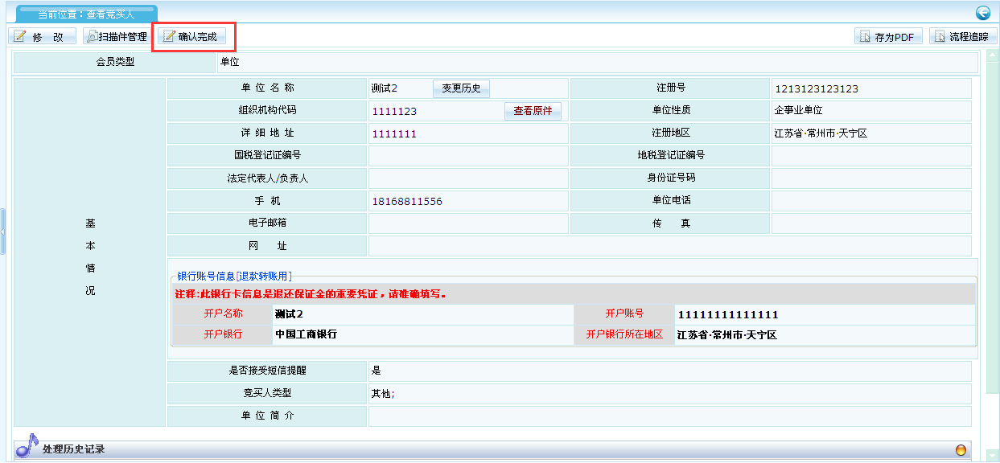 当前位置：查看竞买人
修 改 扫描件管理 确认完成 存为PDF 流程追踪
会员类型 单位
基本情况
单 位 名 称 测试2 变更历史 注册号 1213123123123
组织机构代码 1111123 查看原件 单位性质 企事业单位
详 细 地 址 1111111 注册地区 江苏省·常州市·天宁区
国税登记证编号 地税登记证编号
法定代表人/负责人 身份证号码
手 机 18168811556 单位电话
电子邮箱 传 真
网 址
银行账号信息[退款转账用]
注释:此银行卡信息是退还保证金的重要凭证，请准确填写。
开户名称 测试2 开户账号 11111111111111
开户银行 中国工商银行 开户银行所在地区 江苏省·常州市·天宁区
是否接受短信提醒 是
竞买人类型 其他;
单 位 简 介
处理历史记录